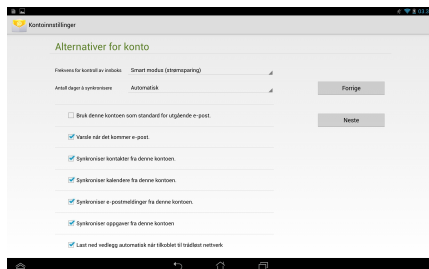 Kontoinnstillinger
Alternativer for konto
Frekvens for kontroll av innboks Smart modus (strømsparing)
Antall dager å synkronisere Automatisk
Forrige
Bruk denne kontoen som standard for utgående e-post.
Neste
Varsle når det kommer e-post.
Synkroniser kontakter fra denne kontoen.
Synkroniser kalendere fra denne kontoen.
Synkroniser e-postmeldinger fra denne kontoen.
Synkroniser oppgaver fra denne kontoen
Last ned vedlegg automatisk når tilkoblet til trådløst nettverk